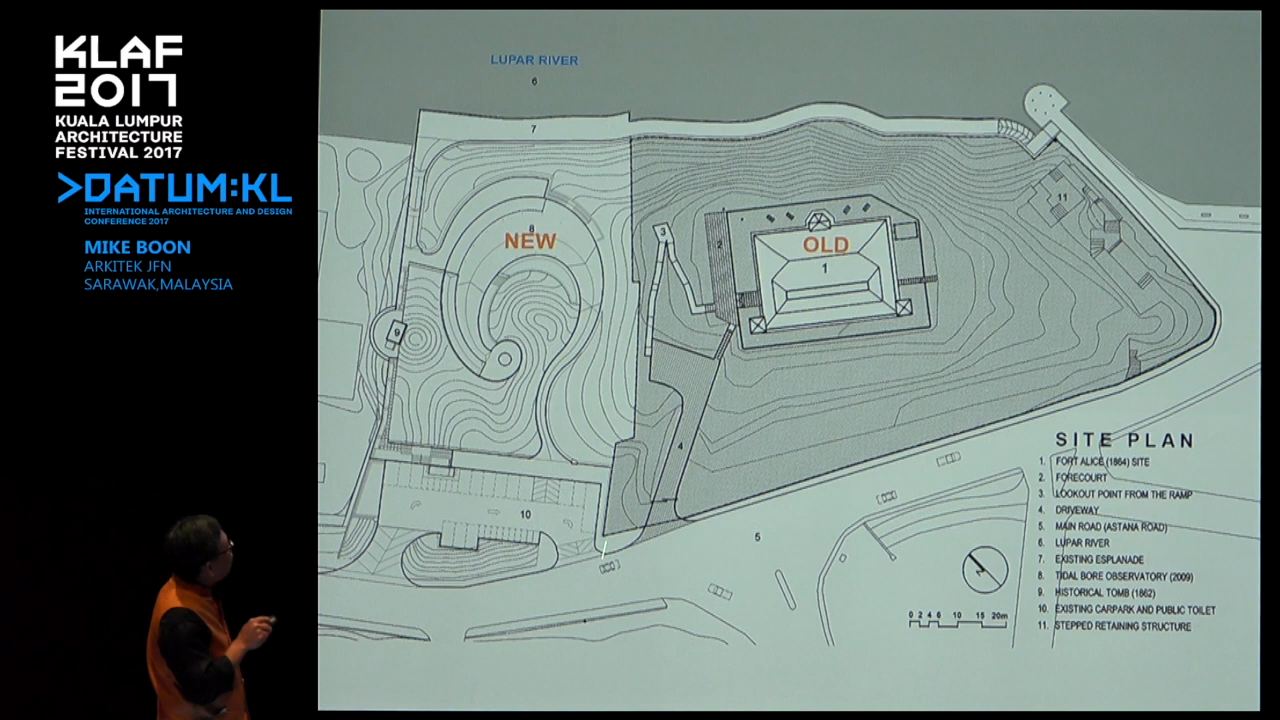 KLAF
2017
KUALA LUMPUR
ARCHITECTURE
FESTIVAL 2017
>DATUM:KL
INTERNATIONAL ARCHITECTURE AND DESIGN
CONFERENCE 2017
MIKE BOON
ARKITEK JFN
SARAWAK,MALAYSIA
LUPAR RIVER
6
7
8
NEW
3
2
OLD
1
11
9
4
10
5
SITE PLAN
1. FORT ALICE (1864) SITE
2. FORECOURT
3. LOOKOUT POINT FROM THE RAMP
4. DRIVEWAY
5. MAIN ROAD (ASTANA ROAD)
6. LUPAR RIVER
7. EXISTING ESPLANADE
8. TIDAL BORE OBSERVATORY (2009)
9. HISTORICAL TOMB (1862)
10. EXISTING CARPARK AND PUBLIC TOILET
11. STEPPED RETAINING STRUCTURE
0 2 4 6 10 15 20m